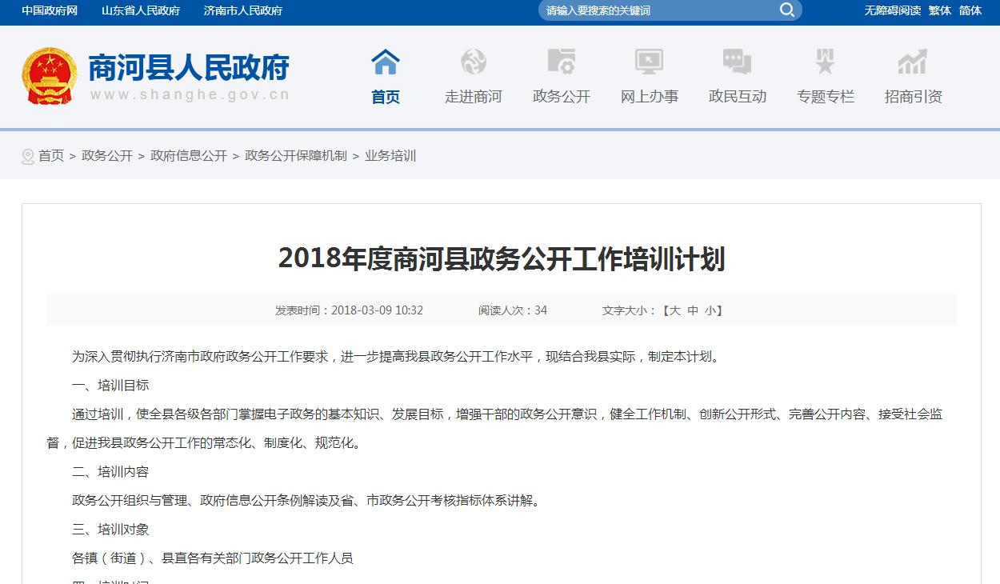 中国政府网 山东省人民政府 济南市人民政府 请输入要搜索的关键词 无障碍阅读 繁体 简体
商河县人民政府
www.shanghe.gov.cn
首页 走进商河 政务公开 网上办事 政民互动 专题专栏 招商引资
首页 > 政务公开 > 政府信息公开 > 政务公开保障机制 > 业务培训
2018年度商河县政务公开工作培训计划
发表时间：2018-03-09 10:32 阅读人次：34 文字大小：【大 中 小】
为深入贯彻执行济南市政府政务公开工作要求，进一步提高我县政务公开工作水平，现结合我县实际，制定本计划。
一、培训目标
通过培训，使全县各级各部门掌握电子政务的基本知识、发展目标，增强干部的政务公开意识，健全工作机制、创新公开形式、完善公开内容、接受社会监
督，促进我县政务公开工作的常态化、制度化、规范化。
二、培训内容
政务公开组织与管理、政府信息公开条例解读及省、市政务公开考核指标体系讲解。
三、培训对象
各镇（街道）、县直各有关部门政务公开工作人员
四、培训时间